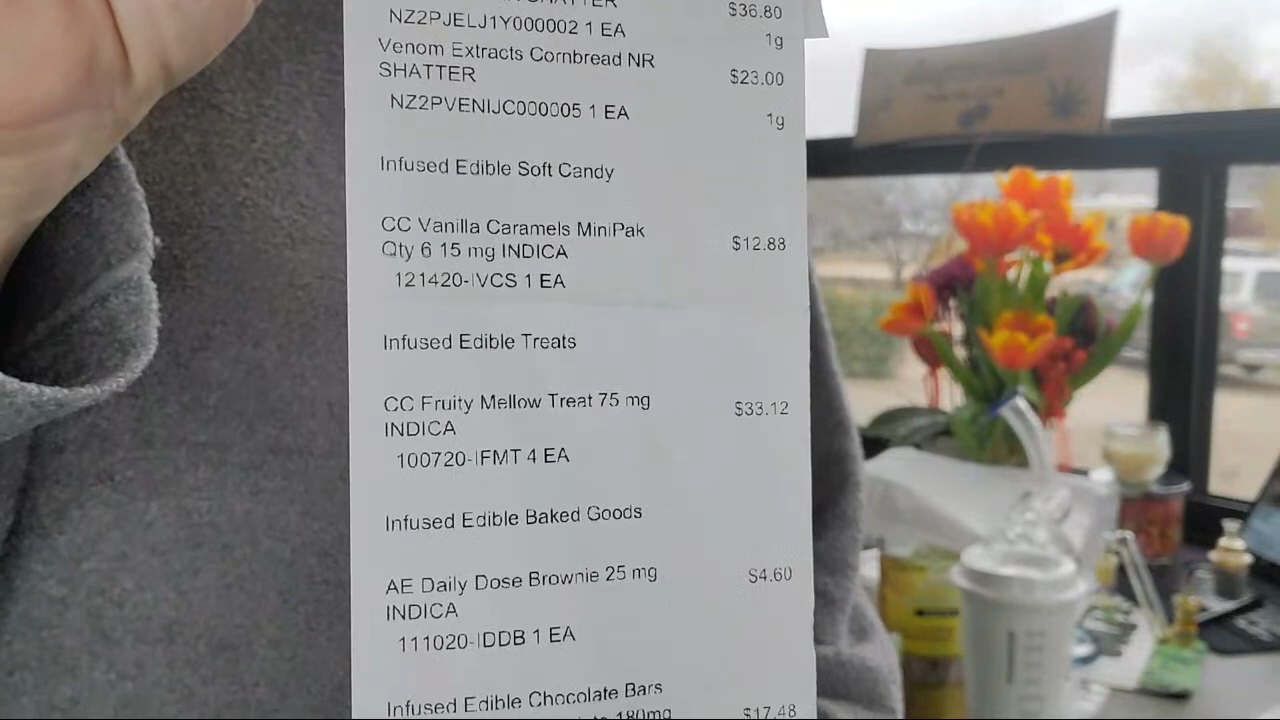 $36.80
NZ2PJELJ1Y000002 1 EA
1g
Venom Extracts Cornbread NR
SHATTER
$23.00
NZ2PVENIJC000005 1 EA
1g
Infused Edible Soft Candy
CC Vanilla Caramels MiniPak
Qty 6 15 mg INDICA
$12.88
121420-IVCS 1 EA
Infused Edible Treats
CC Fruity Mellow Treat 75 mg
INDICA
$33.12
100720-IFMT 4 EA
Infused Edible Baked Goods
AE Daily Dose Brownie 25 mg
INDICA
$4.60
111020-IDDB 1 EA
Infused Edible Chocolate Bars
180mg
$17.48